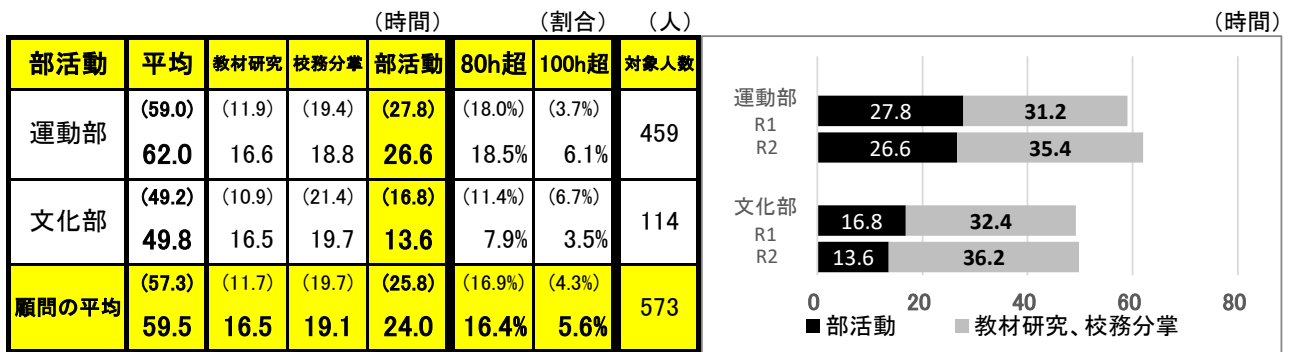 （時間） （割合） （人）
部活動 平均 教材研究 校務分掌 部活動 80h超 100h超 対象人数
運動部 (59.0) (11.9) (19.4) (27.8) (18.0%) (3.7%) 459
62.0 16.6 18.8 26.6 18.5% 6.1%
文化部 (49.2) (10.9) (21.4) (16.8) (11.4%) (6.7%) 114
49.8 16.5 19.7 13.6 7.9% 3.5%
顧問の平均 (57.3) (11.7) (19.7) (25.8) (16.9%) (4.3%) 573
59.5 16.5 19.1 24.0 16.4% 5.6%
（時間）
運動部
R1 27.8 31.2
R2 26.6 35.4
文化部
R1 16.8 32.4
R2 13.6 36.2
0 20 40 60 80
部活動 教材研究、校務分掌